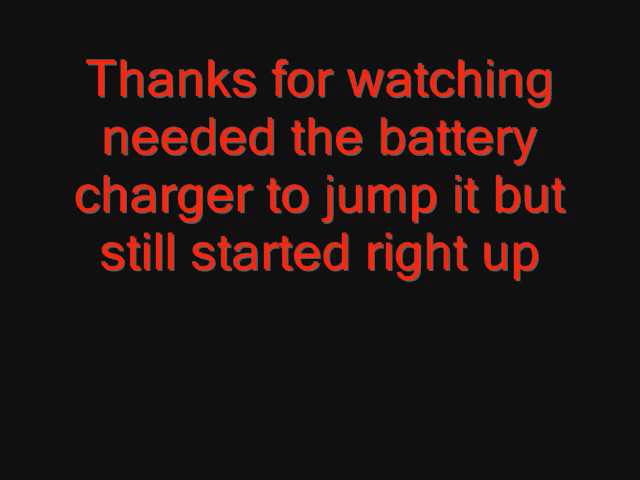 Thanks for watching
needed the battery
charger to jump it but
still started right up